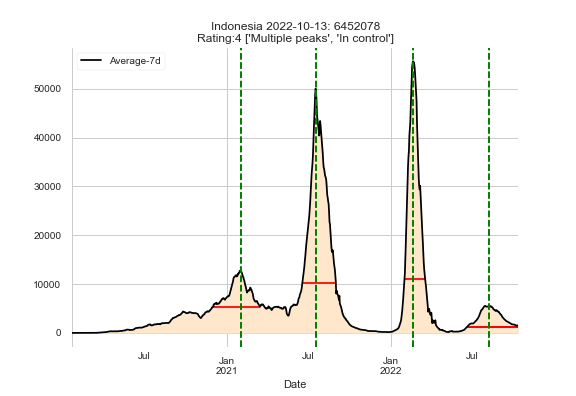 Indonesia 2022-10-13: 6452078
Rating:4 ['Multiple peaks', 'In control']
Average-7d
50000
40000
30000
20000
10000
0
Jul
Jan
2021
Jul
Jan
2022
Jul
Date